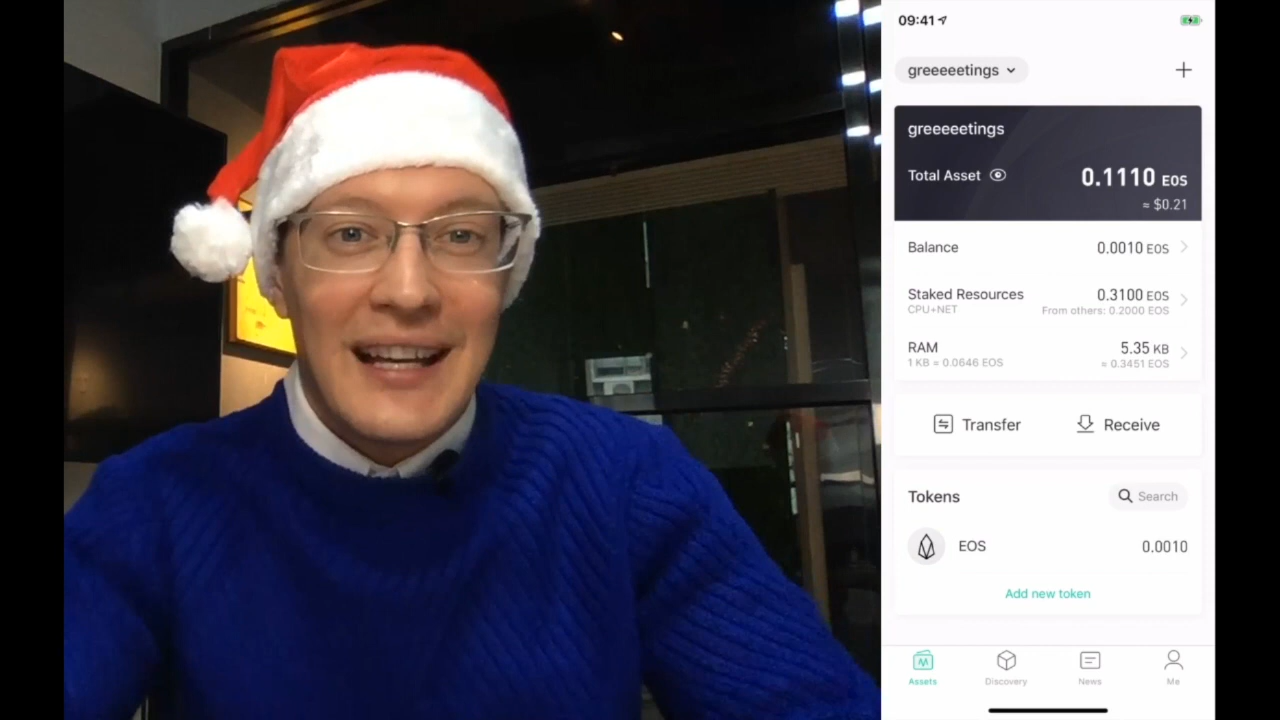 09:41
greeeeetings
greeeeetings
Total Asset 0.1110 EOS
≈ $0.21
Balance 0.0010 EOS
Staked Resources 0.3100 EOS
CPU+NET From others: 0.2000 EOS
RAM 5.35 KB
1 KB ≈ 0.0646 EOS ≈ 0.3451 EOS
Transfer Receive
Tokens Search
EOS 0.0010
Add new token
Assets Discovery News Me